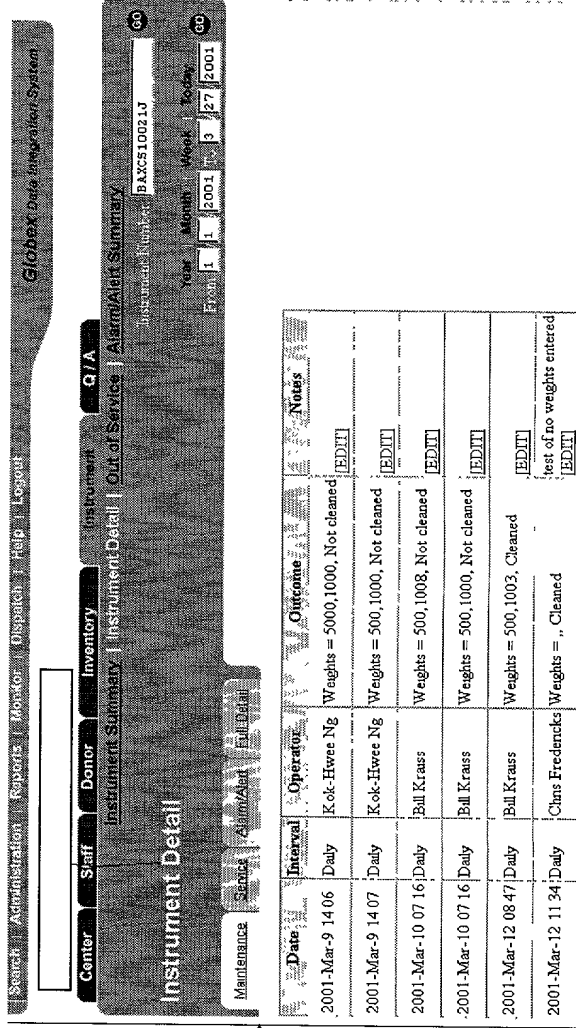 Search | Administration | Reports | Monitor | Dispatch | Help | Logout
Globex Data Integration System
Center Staff Donor Inventory Instrument Q / A
Instrument Summary | Instrument Detail | Out of Service | Alarm/Alert Summary
Instrument Detail
Instrument Number BAXC510021J GO
Year Month Week Today
From 1 1 2001 To 3 27 2001 GO
Maintenance Service Alarm/Alert Full Detail
Date Interval Operator Outcome Notes
2001-Mar-9 14 06 Daily Kok-Hwee Ng Weights = 5000,1000, Not cleaned [EDIT]
2001-Mar-9 14 07 Daily Kok-Hwee Ng Weights = 500,1000, Not cleaned [EDIT]
2001-Mar-10 07 16 Daily Bill Krauss Weights = 500,1008, Not cleaned [EDIT]
2001-Mar-10 07 16 Daily Bill Krauss Weights = 500,1000, Not cleaned [EDIT]
2001-Mar-12 08 47 Daily Bill Krauss Weights = 500,1003, Cleaned [EDIT]
2001-Mar-12 11 34 Daily Chris Fredericks Weights = ,, Cleaned test of no weights entered [EDIT]